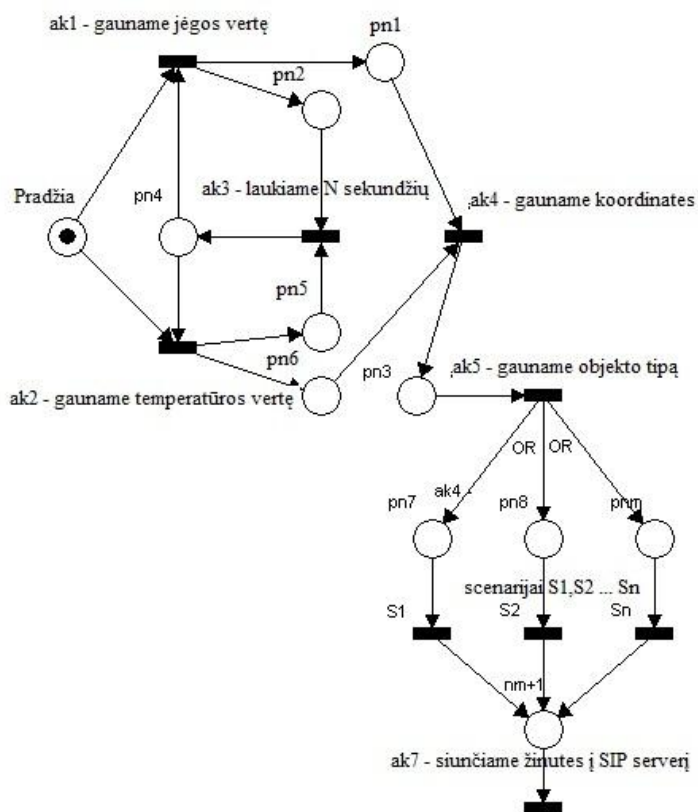 ak1 - gauname jėgos vertę
pn1
pn2
Pradžia
pn4
ak3 - laukiame N sekundžių
,ak4 - gauname koordinates
pn5
pn6
pn3
,ak5 - gauname objekto tipą
ak2 - gauname temperatūros vertę
OR
OR
ak4
pn7
pn8
pnm
scenarijai S1,S2 ... Sn
S1
S2
Sn
nm+1
ak7 - siunčiame žinutes į SIP serverį